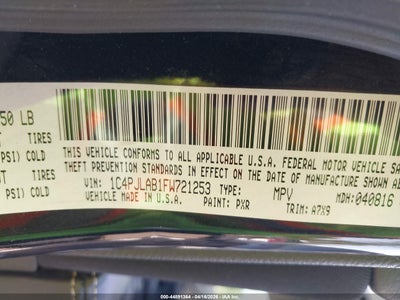 50 LB
TIRES
PSI) COLD
TIRES
PSI) COLD
THIS VEHICLE CONFORMS TO ALL APPLICABLE U.S.A. FEDERAL MOTOR VEHICLE SA
THEFT PREVENTION STANDARDS IN EFFECT ON THE DATE OF MANUFACTURE SHOWN AB
VIN: 1C4PJLAB1FW721253 TYPE: MPV MDH: 040816
VEHICLE MADE IN U.S.A. PAINT: PXR TRIM: A7X9
000-44891364 - 04/16/2026 - IAA Inc.